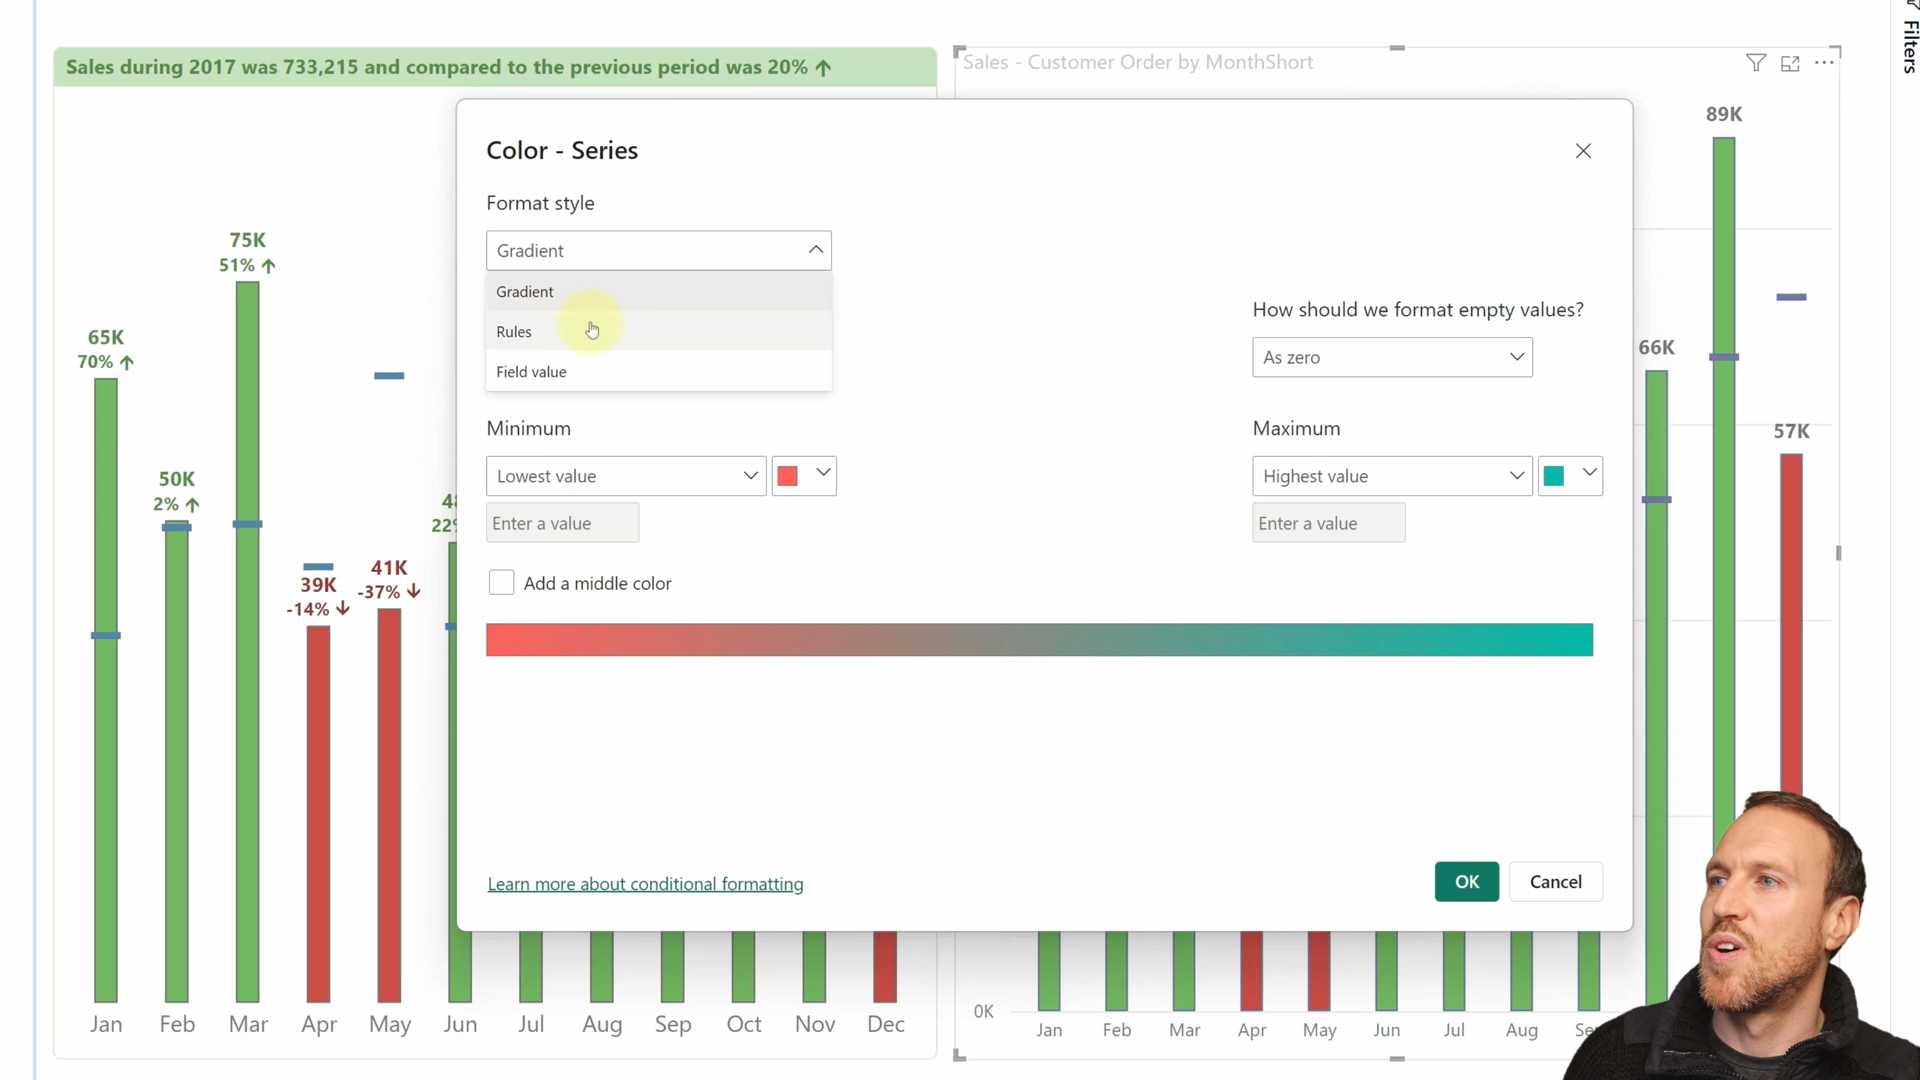 Filters
Sales during 2017 was 733,215 and compared to the previous period was 20% ↑
Sales - Customer Order by MonthShort
65K
70% ↑
50K
2% ↑
75K
51% ↑
39K
-14% ↓
41K
-37% ↓
22%
Jan Feb Mar Apr May Jun Jul Aug Sep Oct Nov Dec
Color - Series
Format style
Gradient
Gradient
Rules
Field value
How should we format empty values?
As zero
Minimum
Lowest value
Enter a value
Maximum
Highest value
Enter a value
Add a middle color
Learn more about conditional formatting
OK
Cancel
66K
89K
57K
0K
Jan Feb Mar Apr May Jun Jul Aug